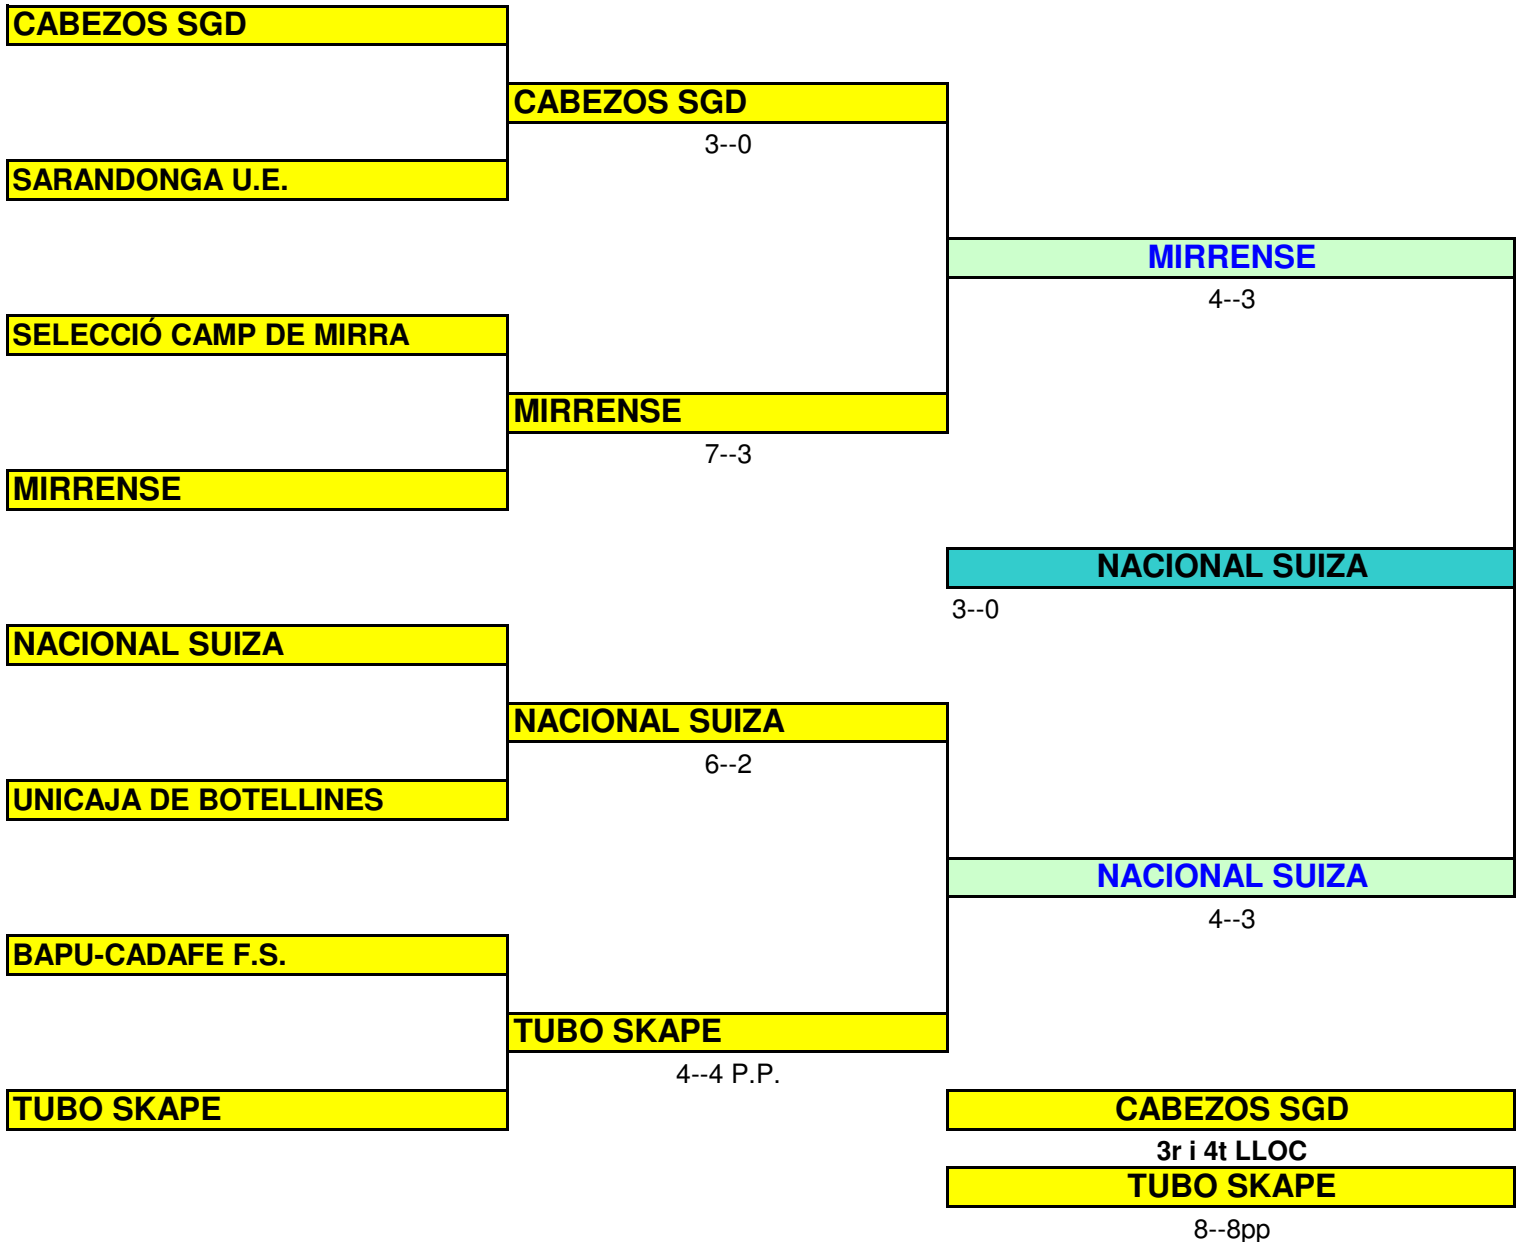 CABEZOS SGD
CABEZOS SGD
3--0
SARANDONGA U.E.
MIRRENSE
4--3
SELECCIÓ CAMP DE MIRRA
MIRRENSE
7--3
MIRRENSE
NACIONAL SUIZA
3--0
NACIONAL SUIZA
NACIONAL SUIZA
6--2
UNICAJA DE BOTELLINES
NACIONAL SUIZA
4--3
BAPU-CADAFE F.S.
TUBO SKAPE
4--4 P.P.
TUBO SKAPE
CABEZOS SGD
3r i 4t LLOC
TUBO SKAPE
8--8pp